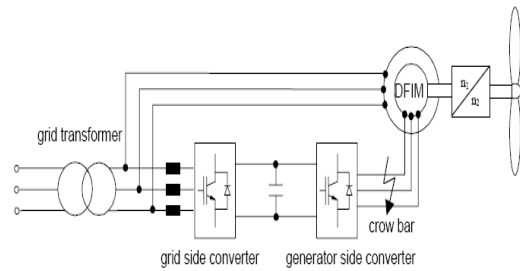 DFIM
n1
n2
grid transformer
crow bar
grid side converter
generator side converter